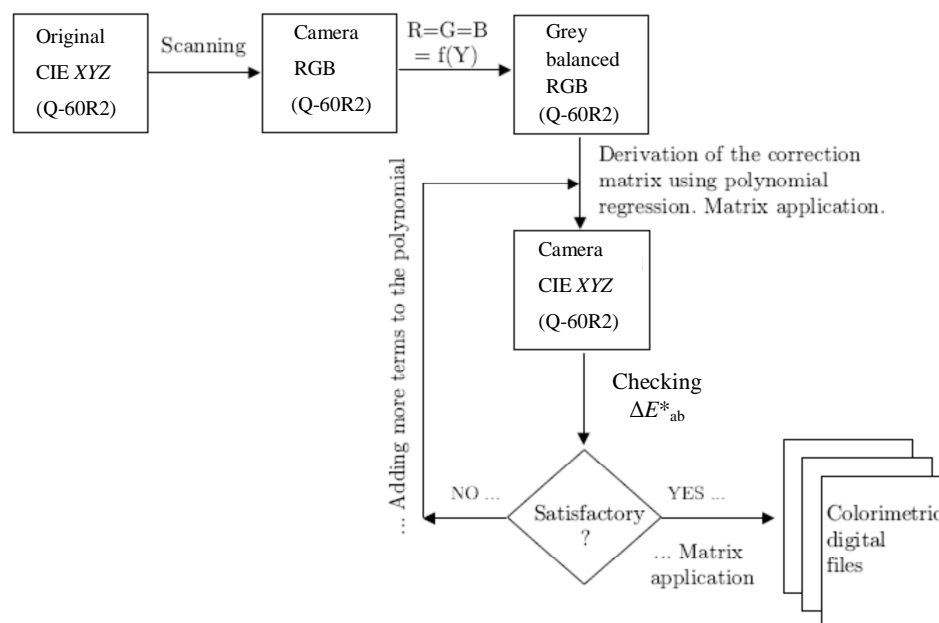 Original
CIE XYZ
(Q-60R2)
Scanning
Camera
RGB
(Q-60R2)
R=G=B
= f(Y)
Grey
balanced
RGB
(Q-60R2)
Derivation of the correction
matrix using polynomial
regression. Matrix application.
... Adding more terms to the polynomial
Camera
CIE XYZ
(Q-60R2)
Checking
ΔE*ab
NO ...
Satisfactory
?
YES ...
... Matrix
application
Colorimetric
digital
files